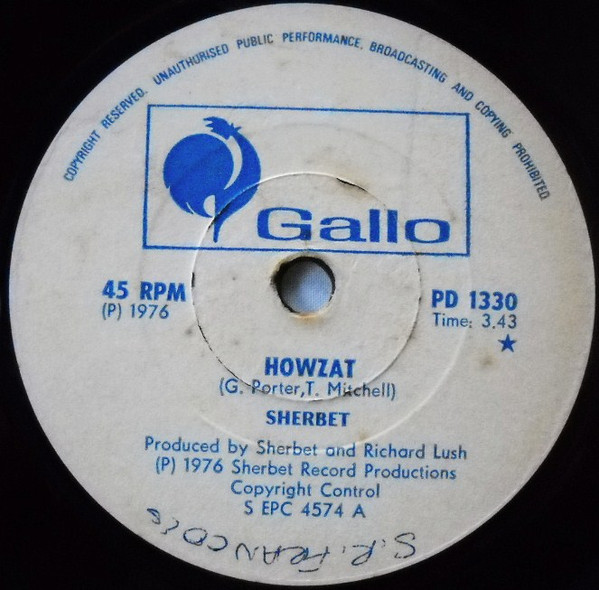 COPYRIGHT RESERVED. UNAUTHORISED PUBLIC PERFORMANCE, BROADCASTING AND COPYING PROHIBITED
Gallo
45 RPM
(P) 1976
PD 1330
Time: 3.43
HOWZAT
(G. Porter,T. Mitchell)
SHERBET
Produced by Sherbet and Richard Lush
(P) 1976 Sherbet Record Productions
Copyright Control
S EPC 4574 A
S.R.